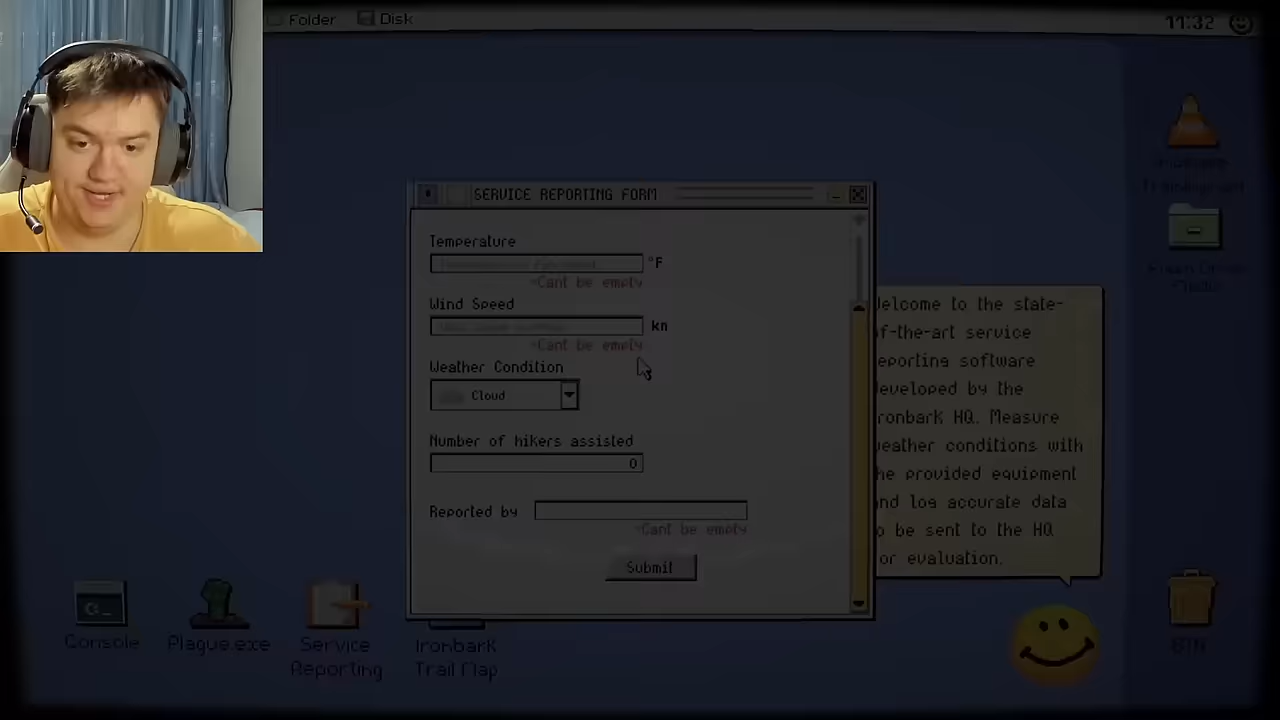 Folder
Disk
11:32
SERVICE REPORTING FORM
Temperature
°F
*Cant be empty
Wind Speed
kn
*Cant be empty
Weather Condition
Cloud
Number of hikers assisted
0
Reported by
*Cant be empty
Submit
Welcome to the state-
of-the-art service
reporting software
developed by the
Ironbark HQ. Measure
weather conditions with
the provided equipment
and log accurate data
to be sent to the HQ
for evaluation.
Console
Plague.exe
Service
Reporting
Ironbark
Trail Map